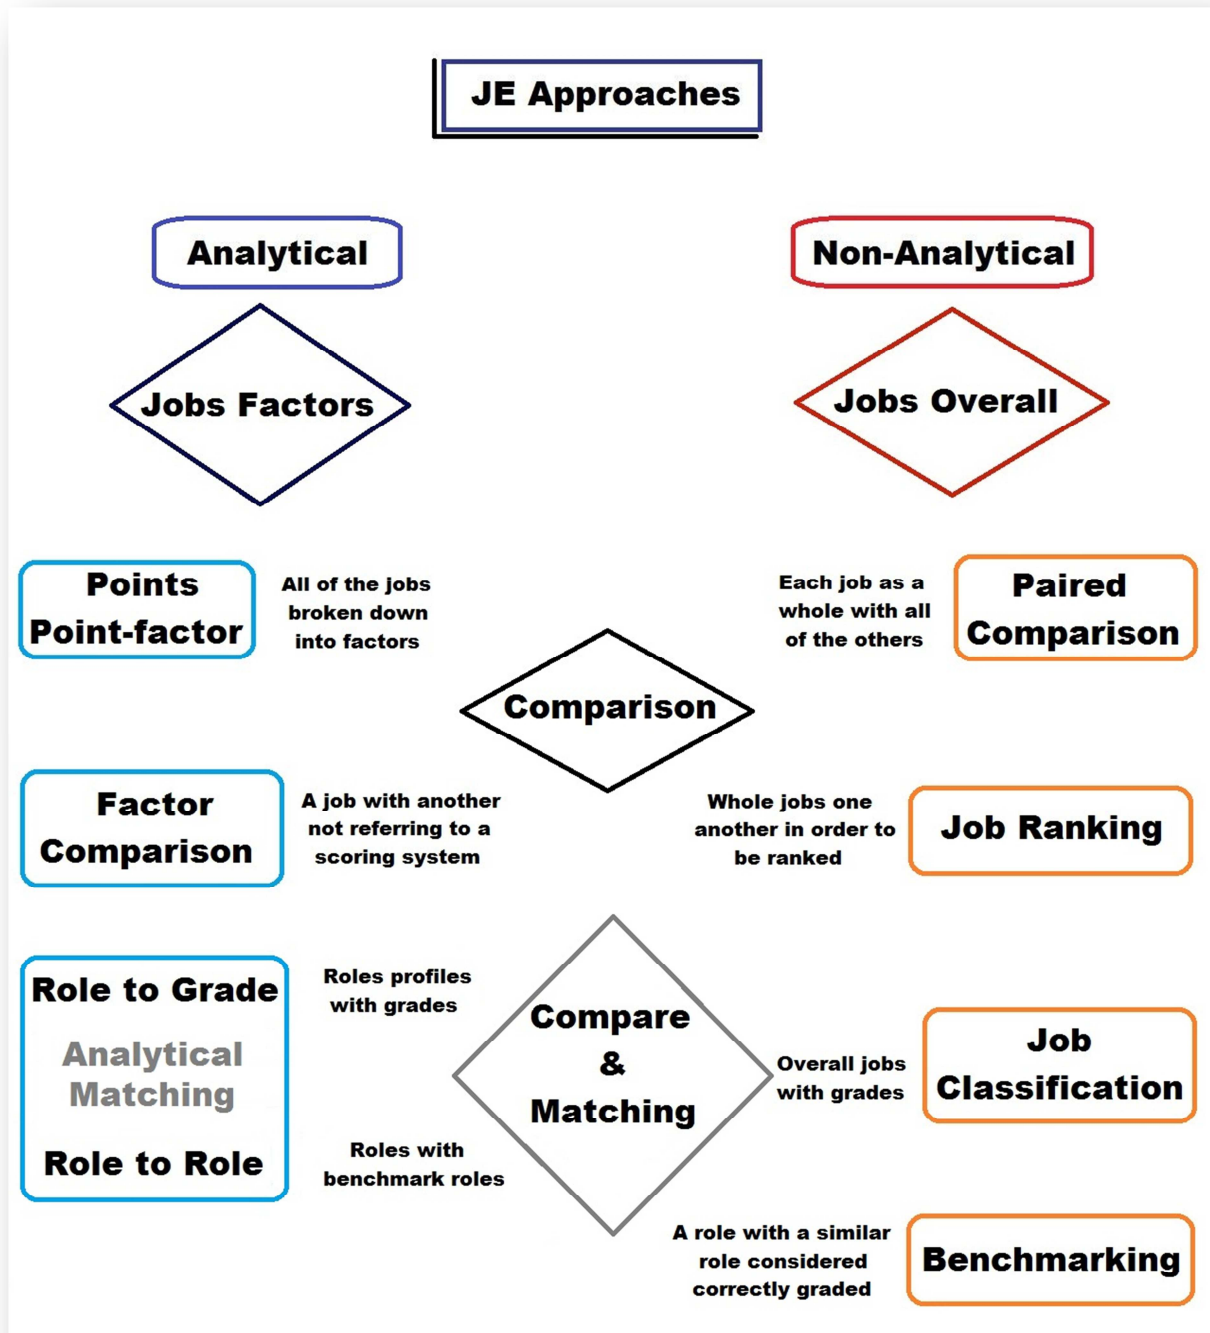 JE Approaches
Analytical
Non-Analytical
Jobs Factors
Jobs Overall
Points
Point-factor
All of the jobs
broken down
into factors
Each job as a
whole with all
of the others
Paired
Comparison
Comparison
Factor
Comparison
A job with another
not referring to a
scoring system
Whole jobs one
another in order to
be ranked
Job Ranking
Role to Grade
Analytical
Matching
Role to Role
Roles profiles
with grades
Roles with
benchmark roles
Compare
&
Matching
Overall jobs
with grades
Job
Classification
A role with a similar
role considered
correctly graded
Benchmarking